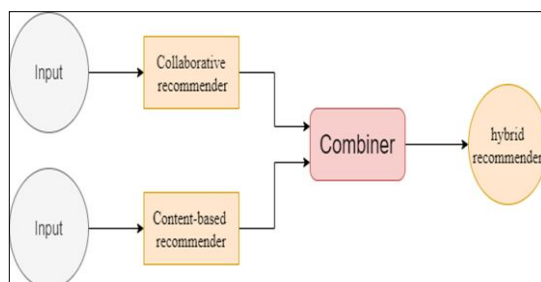 Input
Collaborative
recommender
Combiner
hybrid
recommender
Input
Content-based
recommender